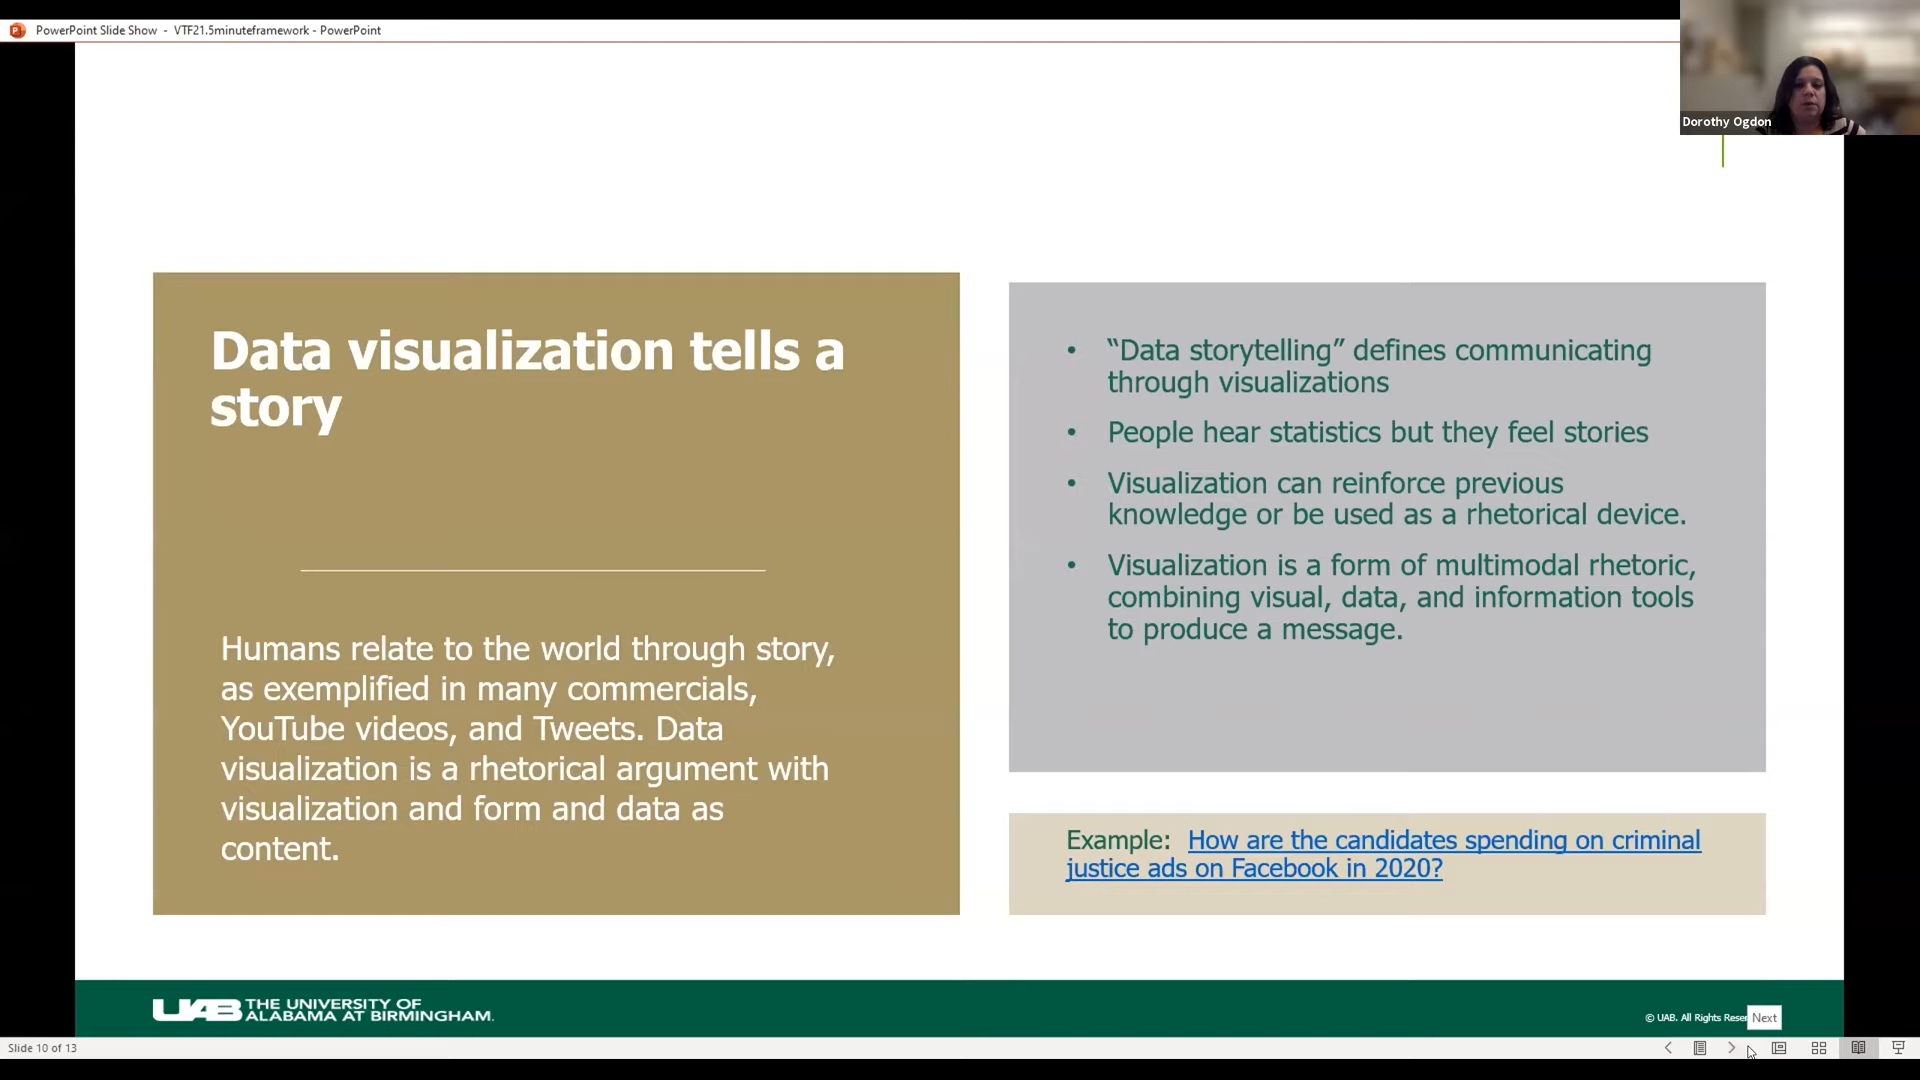 PowerPoint Slide Show - VTF21.5minuteframework - PowerPoint
Dorothy Ogdon
Data visualization tells a
story
Humans relate to the world through story,
as exemplified in many commercials,
YouTube videos, and Tweets. Data
visualization is a rhetorical argument with
visualization and form and data as
content.
• “Data storytelling” defines communicating
through visualizations
• People hear statistics but they feel stories
• Visualization can reinforce previous
knowledge or be used as a rhetorical device.
• Visualization is a form of multimodal rhetoric,
combining visual, data, and information tools
to produce a message.
Example: How are the candidates spending on criminal
justice ads on Facebook in 2020?
UAB THE UNIVERSITY OF
ALABAMA AT BIRMINGHAM.
© UAB. All Rights Reser
Next
Slide 10 of 13